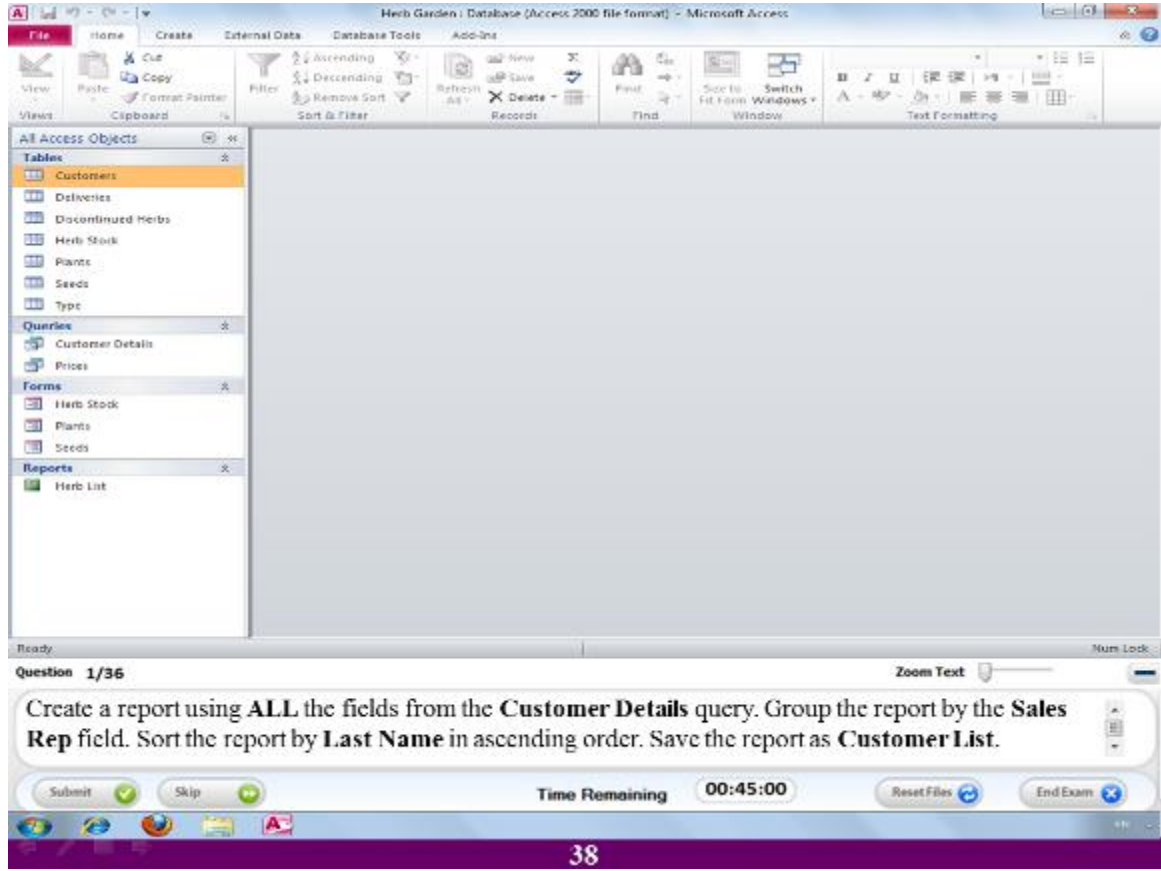 Herb Garden : Database (Access 2000 file format) - Microsoft Access
File Home Create External Data Database Tools Add-Ins
View Paste Cut Copy Format Painter
Filter Ascending Descending Remove Sort
Refresh All New Save Delete
Find
Size to Fit Form Switch Windows
Views Clipboard Sort & Filter Records Find Window Text Formatting
All Access Objects
Tables
Customers
Deliveries
Discontinued Herbs
Herb Stock
Plants
Seeds
Type
Queries
Customer Details
Prices
Forms
Herb Stock
Plants
Seeds
Reports
Herb List
Ready Num Lock
Question 1/36 Zoom Text
Create a report using ALL the fields from the Customer Details query. Group the report by the Sales
Rep field. Sort the report by Last Name in ascending order. Save the report as Customer List.
Submit Skip Time Remaining 00:45:00 Reset Files End Exam
38